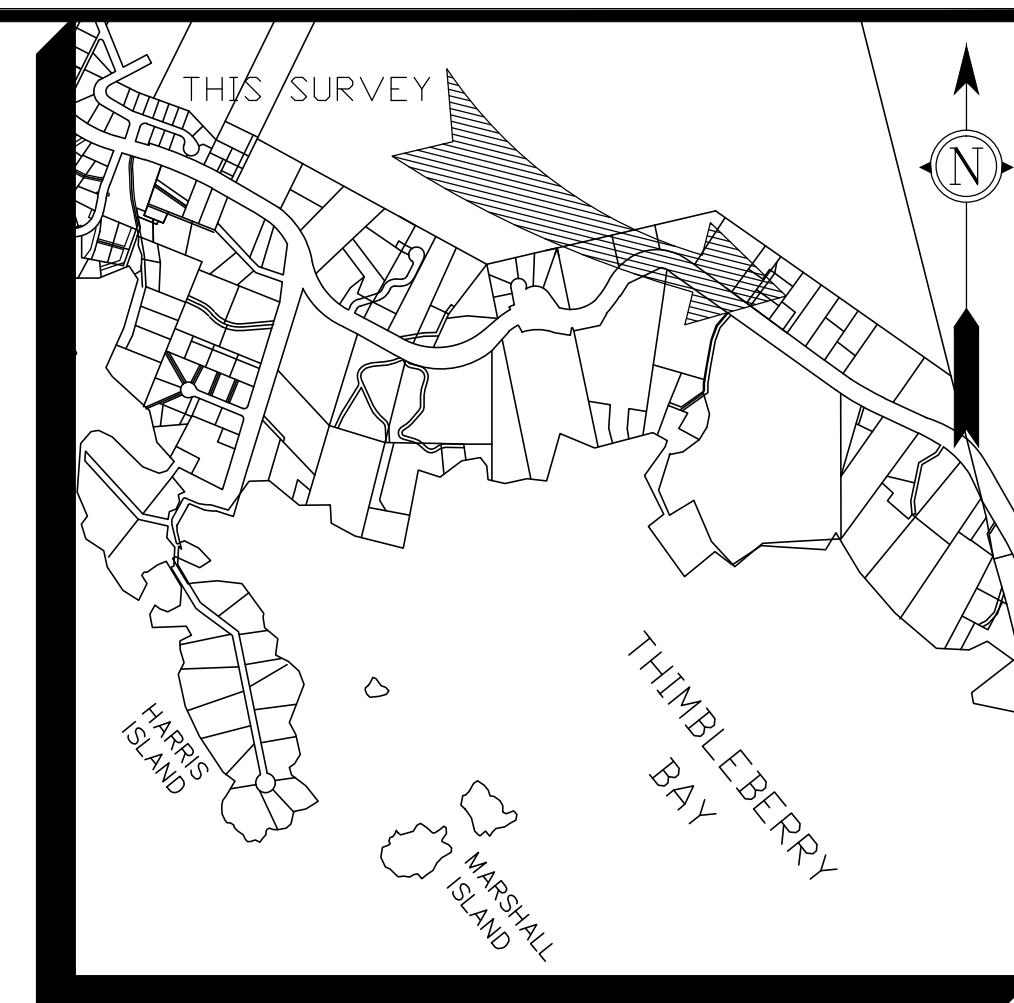 THIS SURVEY
N
HARRIS
ISLAND
THIMBLEBERRY
BAY
MARSHALL
ISLAND